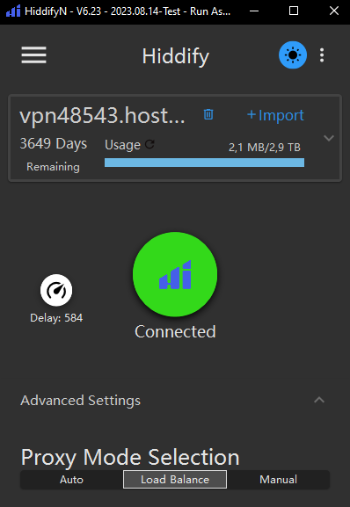 HiddifyN - V6.23 - 2023.08.14-Test - Run As...
Hiddify
vpn48543.host...
+Import
3649 Days
Remaining
Usage
2,1 MB/2,9 TB
Delay: 584
Connected
Advanced Settings
Proxy Mode Selection
Auto
Load Balance
Manual